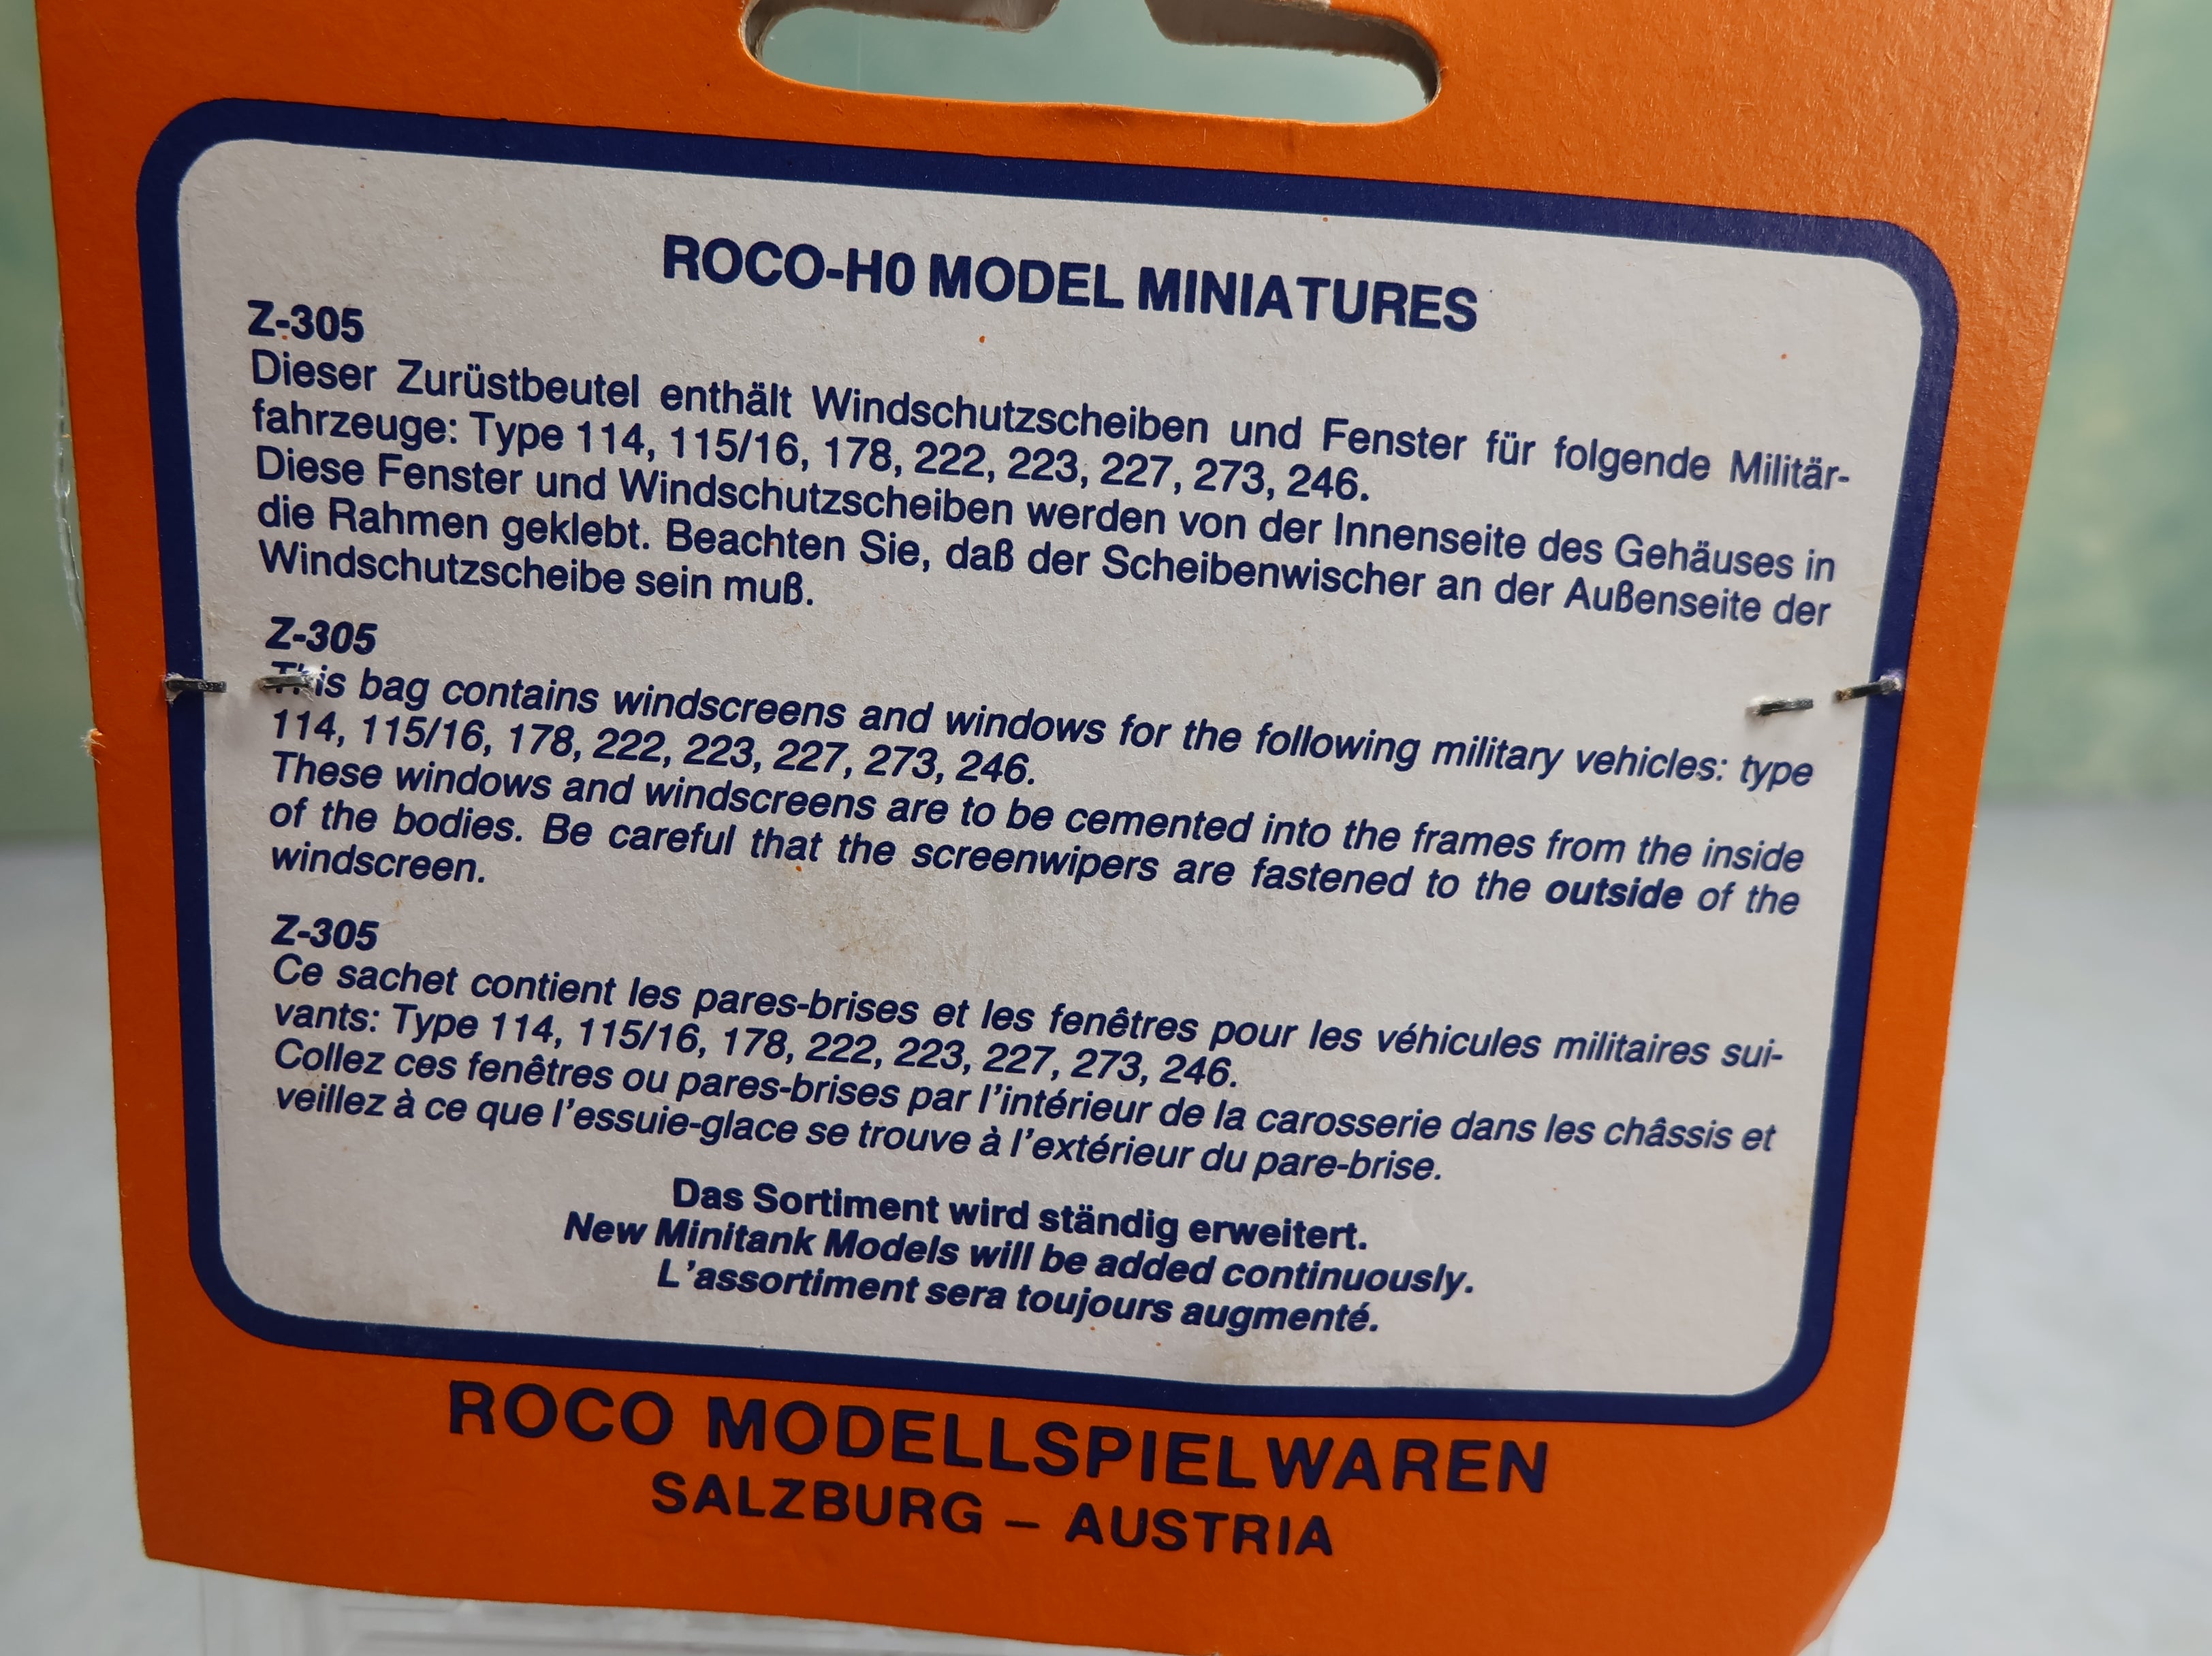 ROCO-H0 MODEL MINIATURES
Z-305
Dieser Zurüstbeutel enthält Windschutzscheiben und Fenster für folgende Militär-
fahrzeuge: Type 114, 115/16, 178, 222, 223, 227, 273, 246.
Diese Fenster und Windschutzscheiben werden von der Innenseite des Gehäuses in
die Rahmen geklebt. Beachten Sie, daß der Scheibenwischer an der Außenseite der
Windschutzscheibe sein muß.
Z-305
This bag contains windscreens and windows for the following military vehicles: type
114, 115/16, 178, 222, 223, 227, 273, 246.
These windows and windscreens are to be cemented into the frames from the inside
of the bodies. Be careful that the screenwipers are fastened to the outside of the
windscreen.
Z-305
Ce sachet contient les pares-brises et les fenêtres pour les véhicules militaires sui-
vants: Type 114, 115/16, 178, 222, 223, 227, 273, 246.
Collez ces fenêtres ou pares-brises par l'intérieur de la carosserie dans les châssis et
veillez à ce que l'essuie-glace se trouve à l'extérieur du pare-brise.
Das Sortiment wird ständig erweitert.
New Minitank Models will be added continuously.
L'assortiment sera toujours augmenté.
ROCO MODELLSPIELWAREN
SALZBURG – AUSTRIA